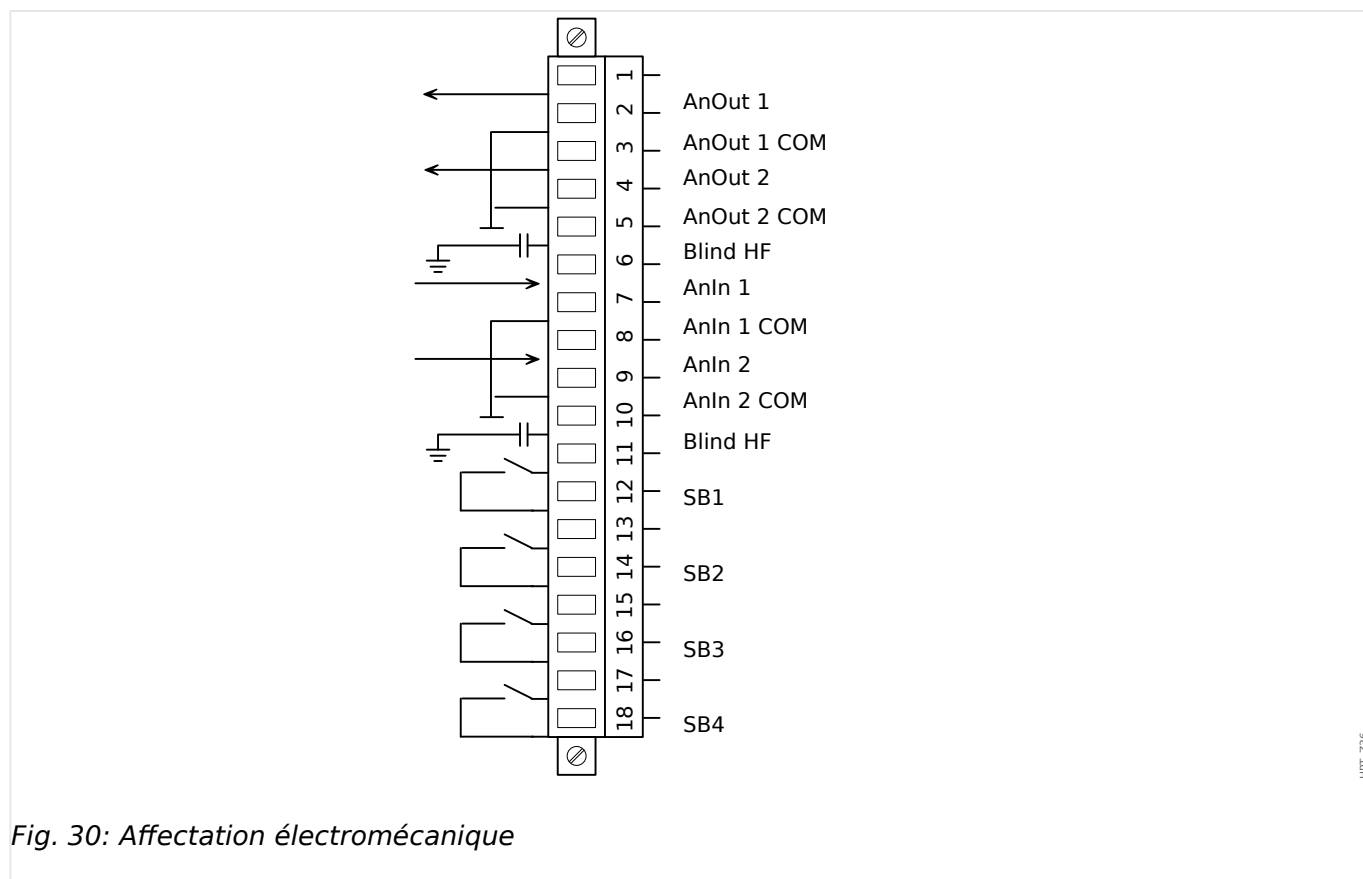 1
2
3
4
5
6
7
8
9
10
11
12
13
14
15
16
17
18
AnOut 1
AnOut 1 COM
AnOut 2
AnOut 2 COM
Blind HF
AnIn 1
AnIn 1 COM
AnIn 2
AnIn 2 COM
Blind HF
SB1
SB2
SB3
SB4
Fig. 30: Affectation électromécanique